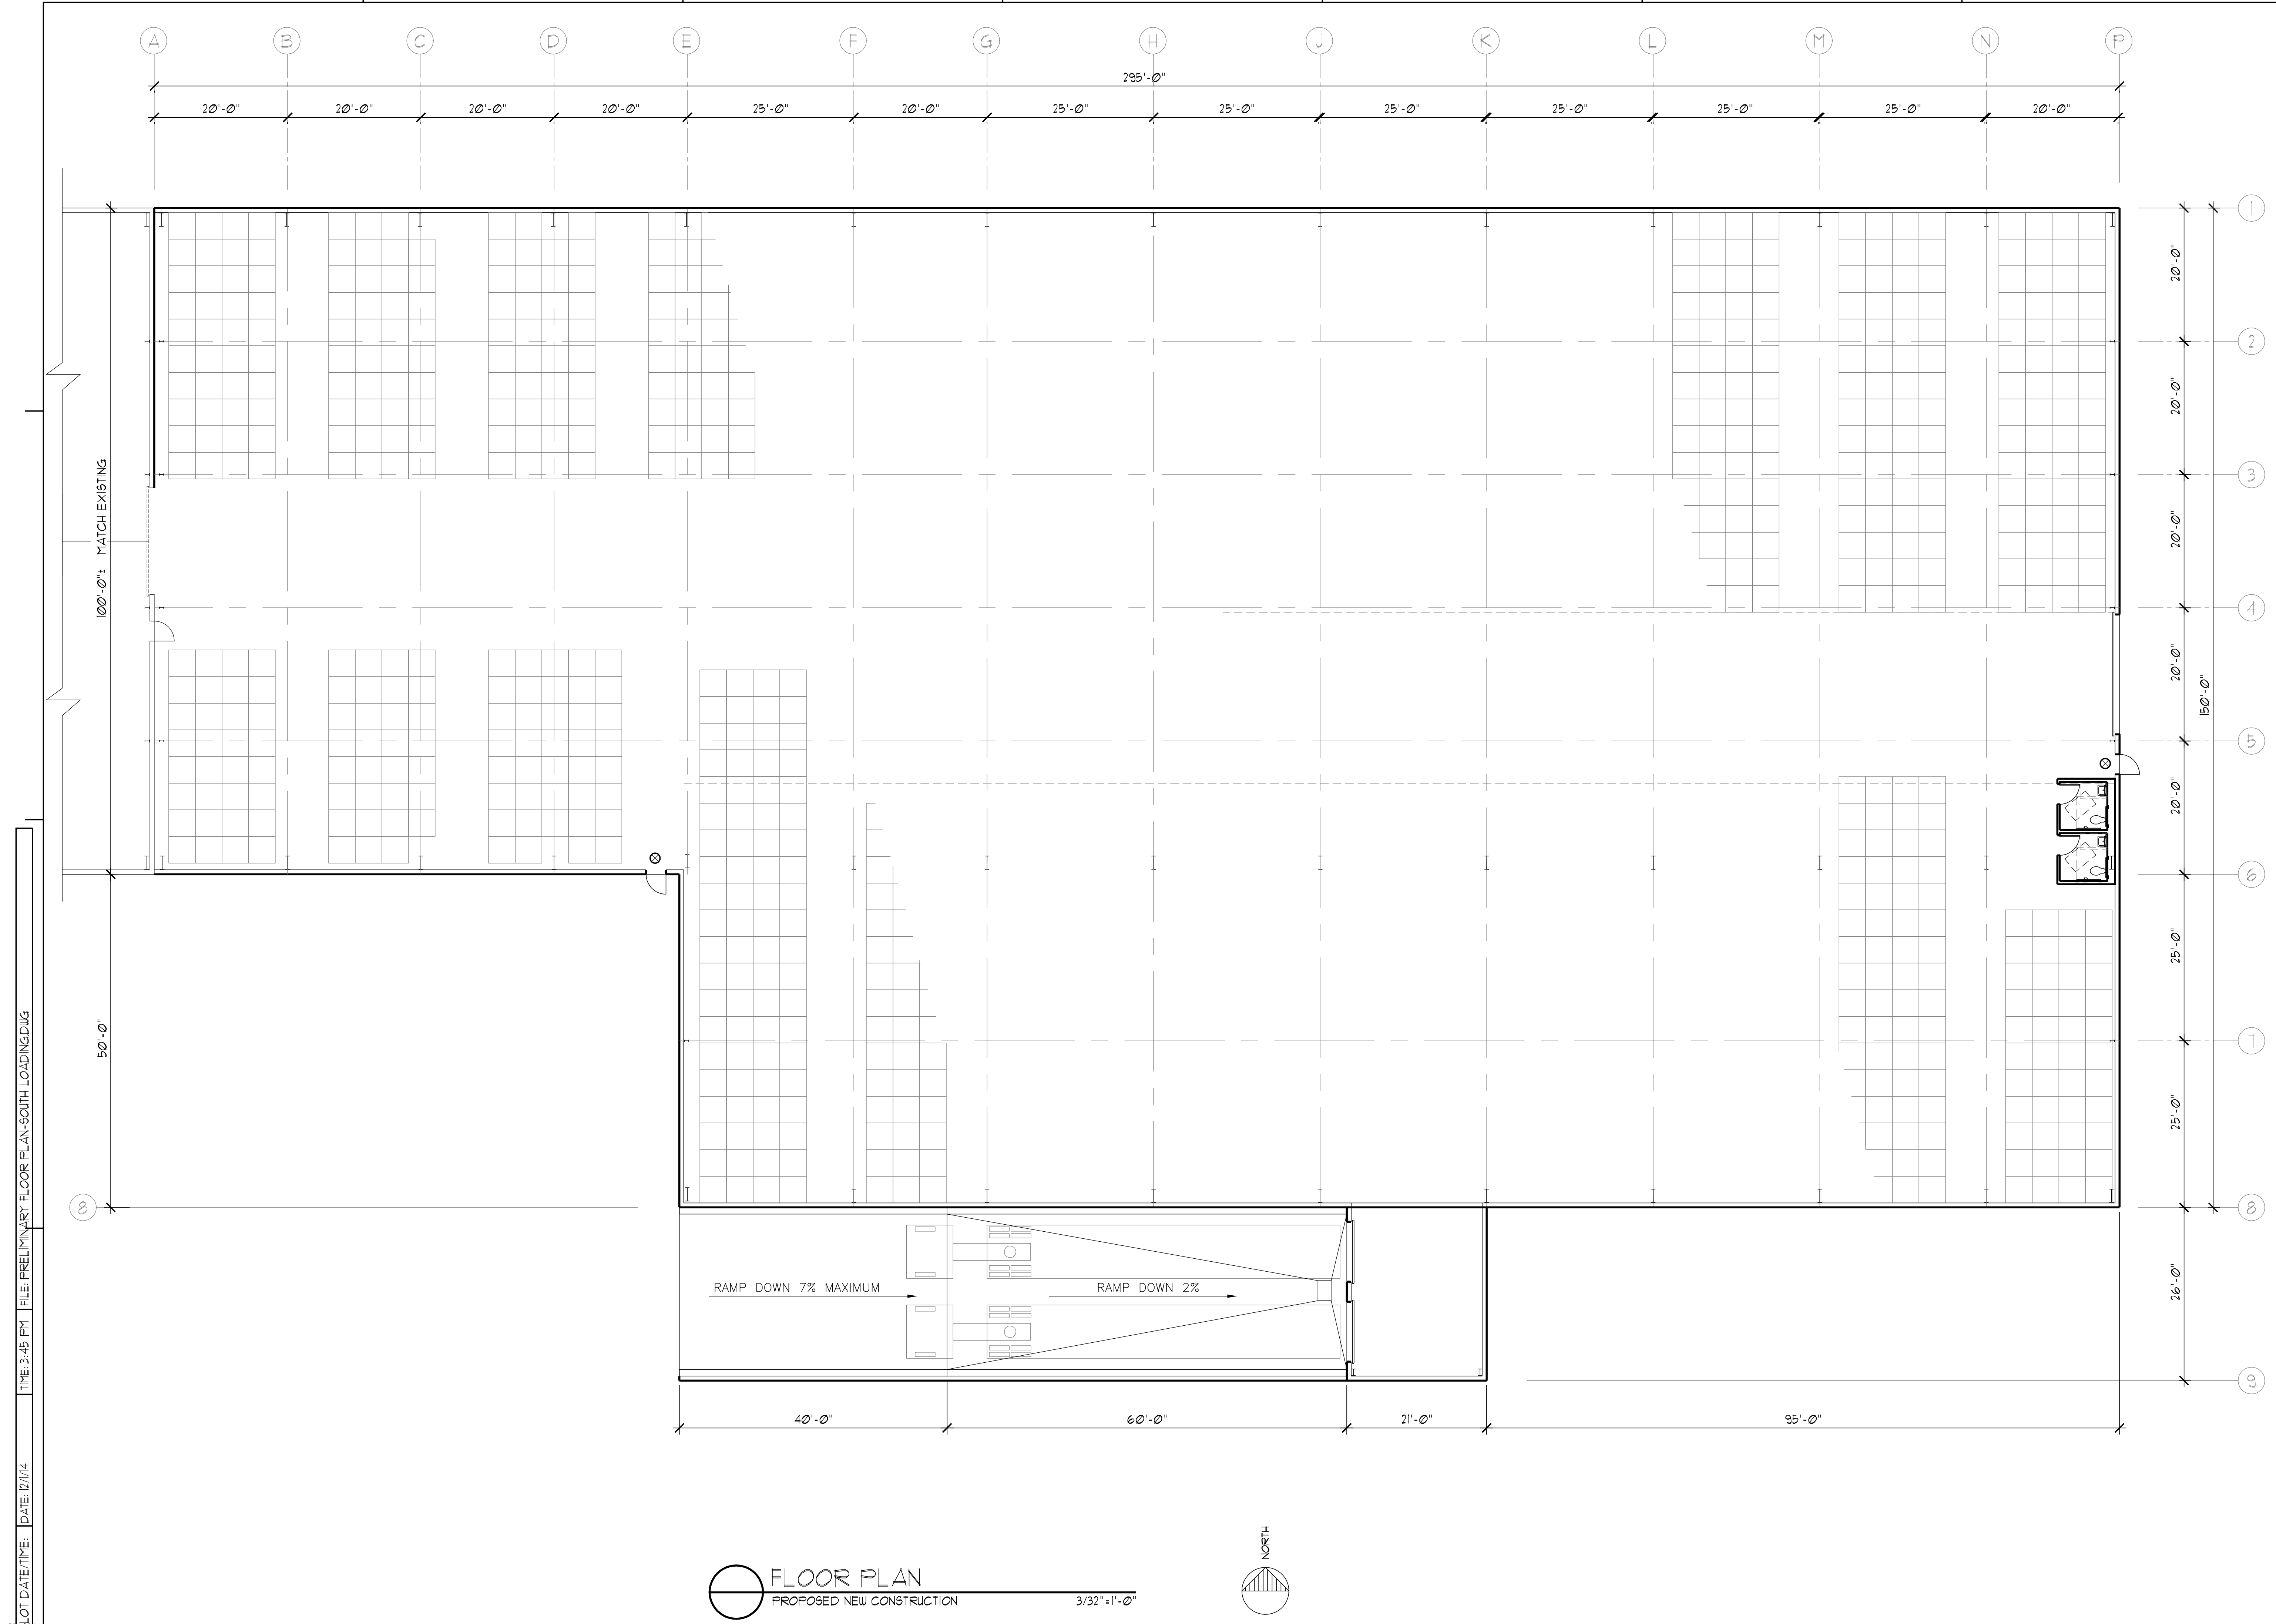 A B C D E F G H J K L M N P
295'-0"
20'-0" 20'-0" 20'-0" 20'-0" 25'-0" 20'-0" 25'-0" 25'-0" 25'-0" 25'-0" 25'-0" 25'-0" 20'-0"
1
20'-0"
2
20'-0"
3
100'-0"± MATCH EXISTING
20'-0"
4
20'-0"
150'-0"
5
20'-0"
6
25'-0"
50'-0"
7
25'-0"
8
8
RAMP DOWN 7% MAXIMUM
RAMP DOWN 2%
26'-0"
9
40'-0" 60'-0" 21'-0" 95'-0"
FLOOR PLAN
PROPOSED NEW CONSTRUCTION 3/32"=1'-0"
NORTH
LOT DATE/TIME: DATE: 12/1/14 TIME: 3:45 PM FILE: PRELIMINARY FLOOR PLAN-SOUTH LOADING.DWG